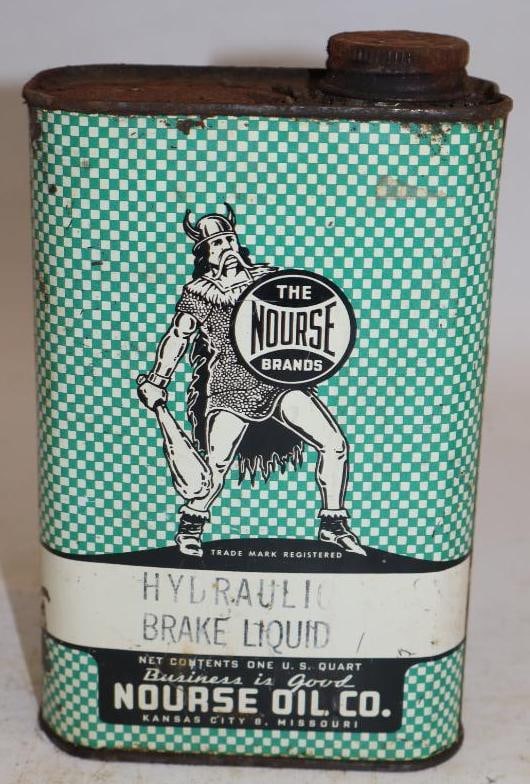 THE
NOURSE
BRANDS
TRADE MARK REGISTERED
HYDRAULIC
BRAKE LIQUID
NET CONTENTS ONE U. S. QUART
Business is Good
NOURSE OIL CO.
KANSAS CITY 8, MISSOURI